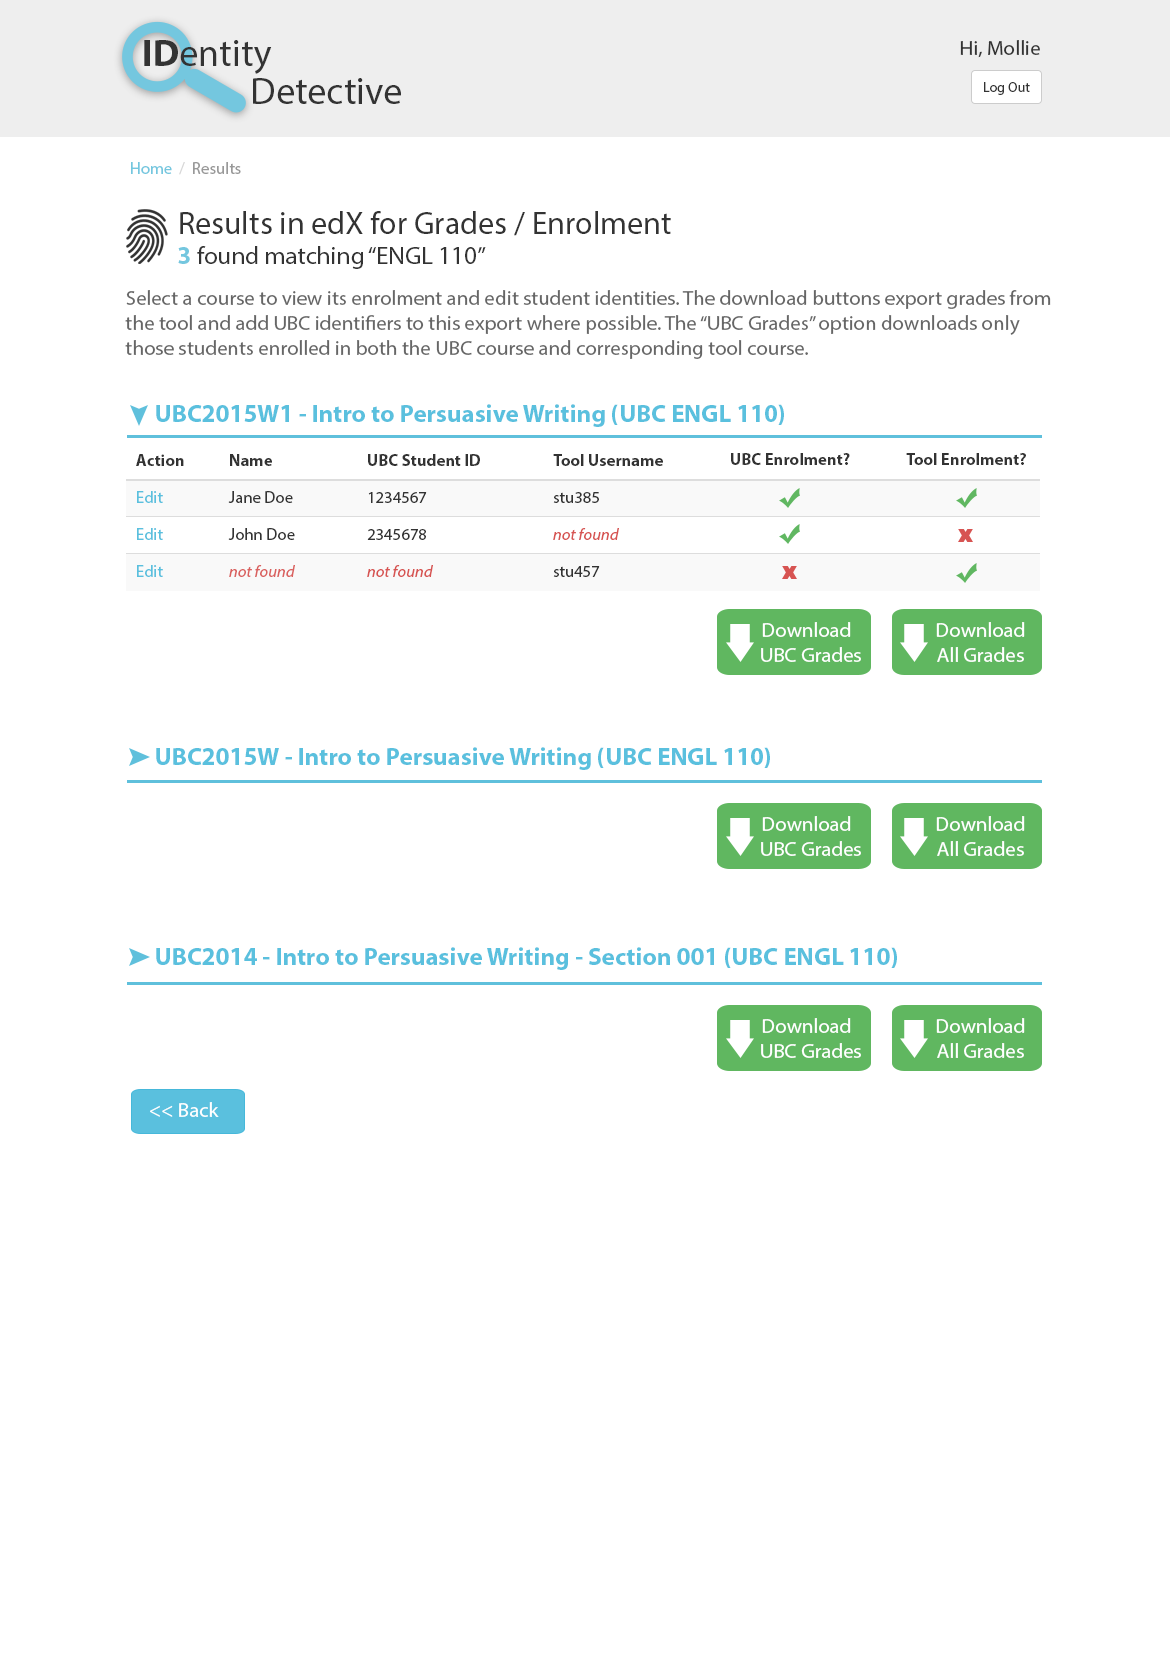 IDentity
Detective
Hi, Mollie
Log Out
Home / Results
Results in edX for Grades / Enrolment
3 found matching “ENGL 110”
Select a course to view its enrolment and edit student identities. The download buttons export grades from
the tool and add UBC identifiers to this export where possible. The “UBC Grades” option downloads only
those students enrolled in both the UBC course and corresponding tool course.
UBC2015W1 - Intro to Persuasive Writing (UBC ENGL 110)
Action Name UBC Student ID Tool Username UBC Enrolment? Tool Enrolment?
Edit Jane Doe 1234567 stu385
Edit John Doe 2345678 not found
Edit not found not found stu457
Download
UBC Grades
Download
All Grades
UBC2015W - Intro to Persuasive Writing (UBC ENGL 110)
Download
UBC Grades
Download
All Grades
UBC2014 - Intro to Persuasive Writing - Section 001 (UBC ENGL 110)
Download
UBC Grades
Download
All Grades
<< Back